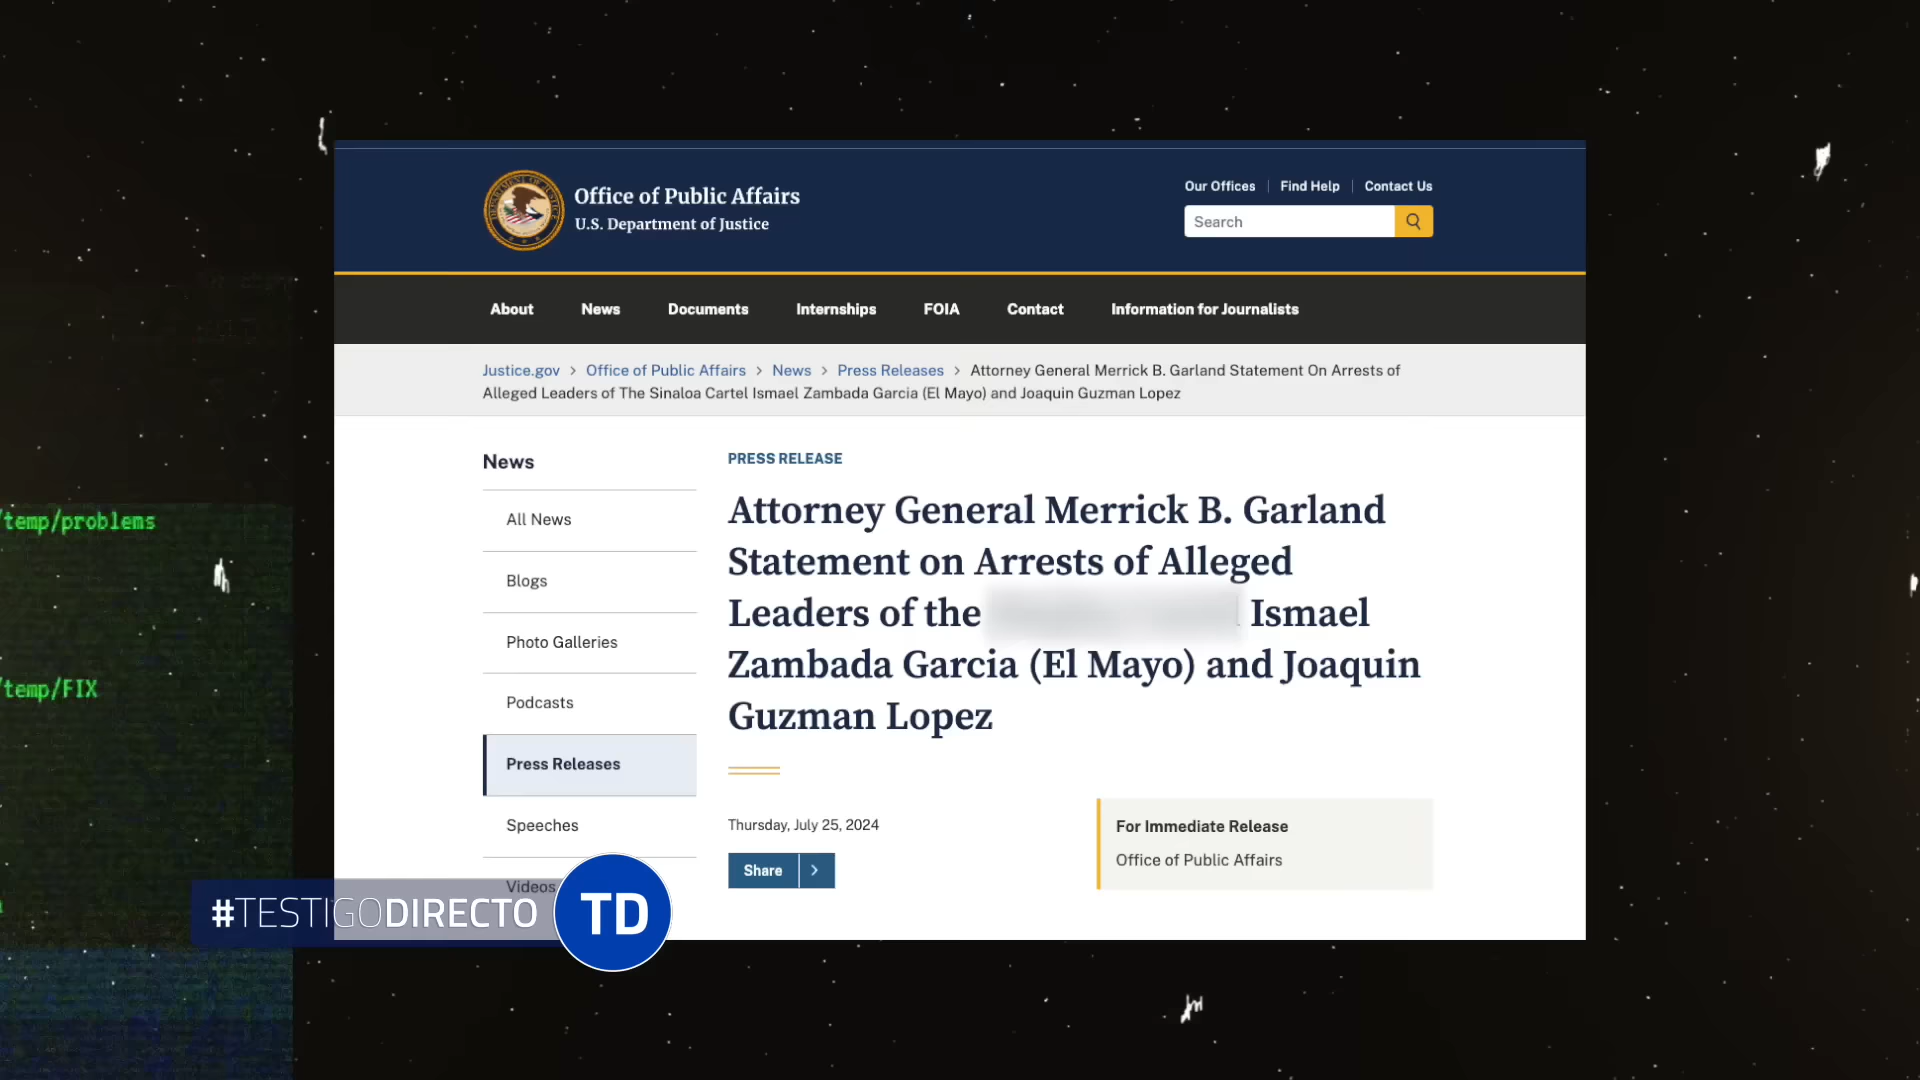 Office of Public Affairs
U.S. Department of Justice
Our Offices
Find Help
Contact Us
Search
About
News
Documents
Internships
FOIA
Contact
Information for Journalists
Justice.gov > Office of Public Affairs > News > Press Releases > Attorney General Merrick B. Garland Statement On Arrests of
Alleged Leaders of The Sinaloa Cartel Ismael Zambada Garcia (El Mayo) and Joaquin Guzman Lopez
News
All News
Blogs
Photo Galleries
Podcasts
Press Releases
Speeches
Videos
PRESS RELEASE
Attorney General Merrick B. Garland
Statement on Arrests of Alleged
Leaders of the Ismael
Zambada Garcia (El Mayo) and Joaquin
Guzman Lopez
Thursday, July 25, 2024
Share >
For Immediate Release
Office of Public Affairs
/temp/problems
/temp/FIX
#TESTIGODIRECTO
TD